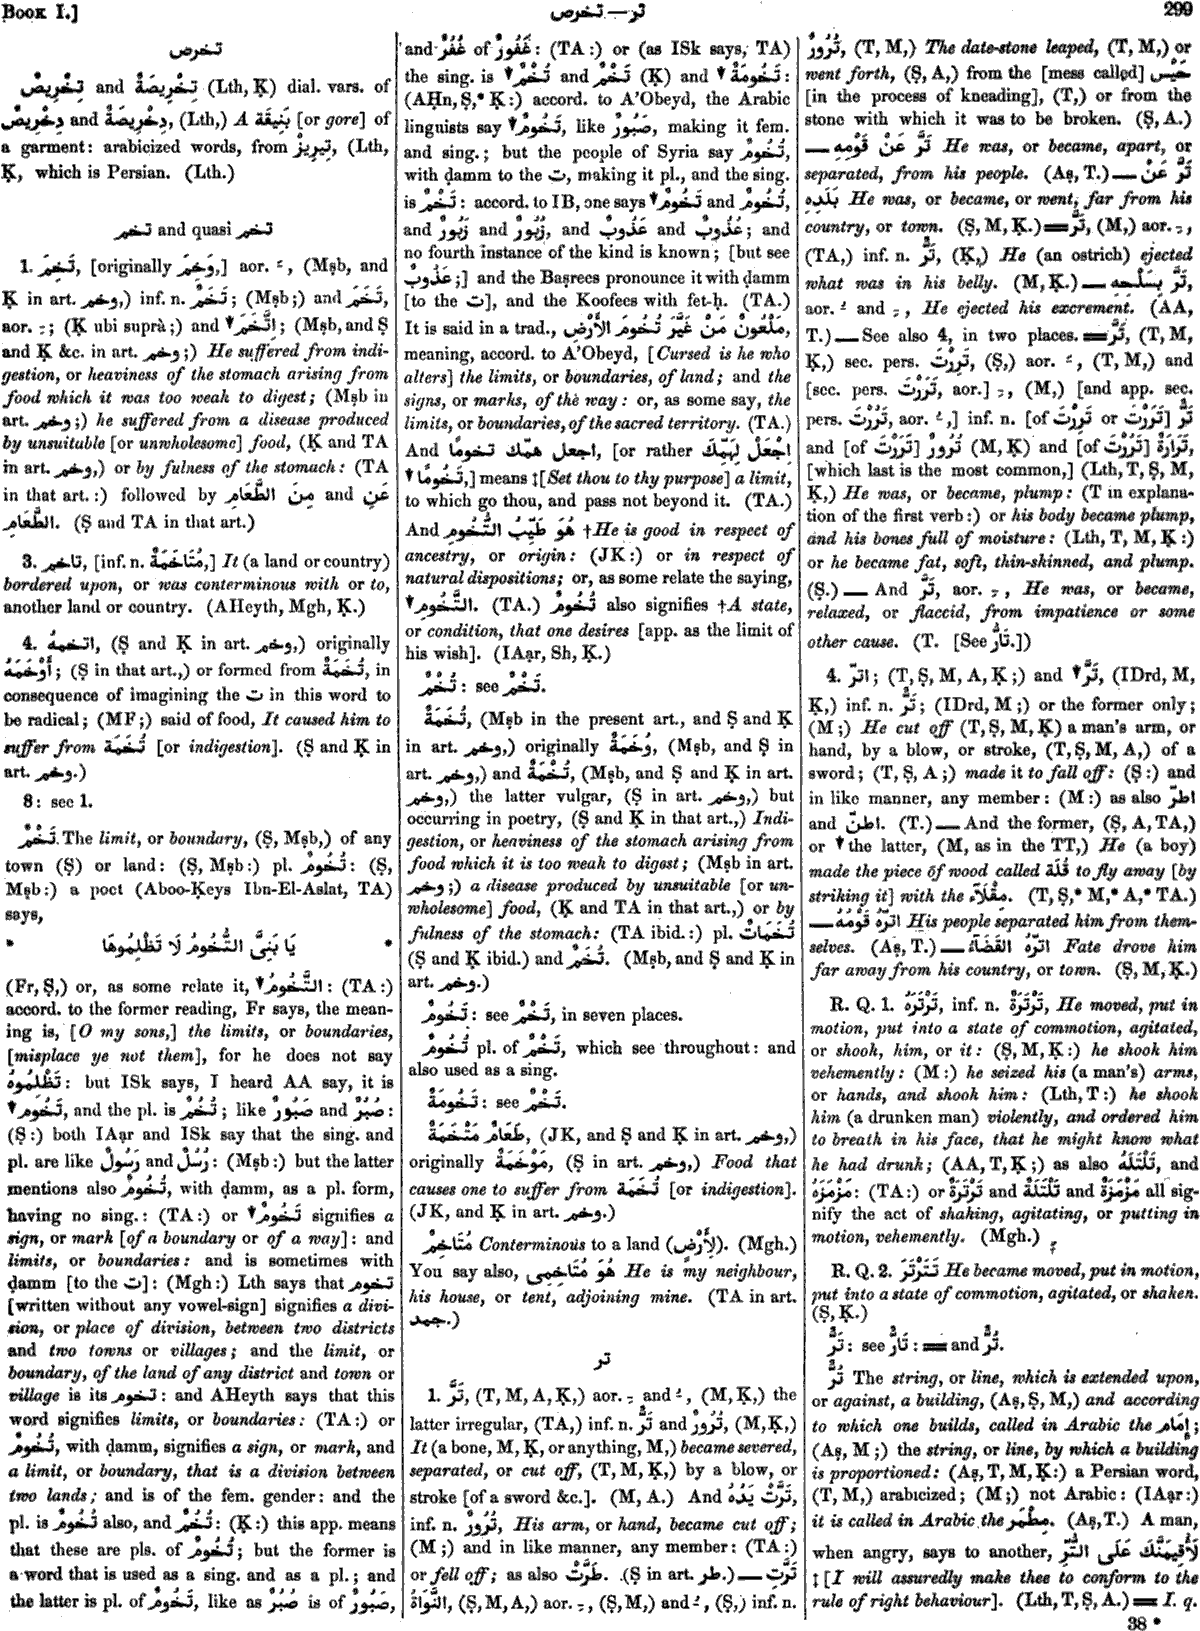 Book I.]
تر — تخرص
299
تخرص
تِخْرِيصٌ and تِخْرِيصَةٌ (Lth, Ḳ) dial. vars. of
دِخْرِيصٌ and دِخْرِيصَةٌ, (Lth,) A بَنِيقَة [or gore] of
a garment: arabicized words, from تِيرِيزْ, (Lth,
Ḳ, which is Persian. (Lth.)
تخم and quasi تخم
1. تَخِمَ, [originally وَخِمَ,] aor. ـَ, (Mṣb, and
Ḳ in art. وخم,) inf. n. تَخَمٌ; (Mṣb;) and تَخَمَ,
aor. ـِ; (Ḳ ubi suprà;) and ▼ اتَّخَمَ; (Mṣb, and Ṣ
and Ḳ &c. in art. وخم;) He suffered from indi-
gestion, or heaviness of the stomach arising from
food which it was too weak to digest; (Mṣb in
art. وخم;) he suffered from a disease produced
by unsuitable [or unwholesome] food, (Ḳ and TA
in art. وخم,) or by fulness of the stomach: (TA
in that art.:) followed by مِنَ الطَّعَامِ and عَنِ
الطَّعَامِ. (Ṣ and TA in that art.)
3. تاخم, [inf. n. مُتَاخَمَةٌ,] It (a land or country)
bordered upon, or was conterminous with or to,
another land or country. (AHeyth, Mgh, Ḳ.)
4. اتخمهُ, (Ṣ and Ḳ in art. وخم,) originally
أَوْخَمَهُ; (Ṣ in that art.,) or formed from تُخَمَةٌ, in
consequence of imagining the ت in this word to
be radical; (MF;) said of food, It caused him to
suffer from تُخَمَة [or indigestion]. (Ṣ and Ḳ in
art. وخم.)
8: see 1.
تَخْمٌ. The limit, or boundary, (Ṣ, Mṣb,) of any
town (Ṣ) or land: (Ṣ, Mṣb:) pl. تُخُومٌ: (Ṣ,
Mṣb:) a poet (Aboo-Ḳeys Ibn-El-Aslat, TA)
says,
* يَا بَنِيَّ التُّخُومُ لَا تَظْلِمُوهَا *
(Fr, Ṣ,) or, as some relate it, ▼ التَّخُومُ: (TA:)
accord. to the former reading, Fr says, the mean-
ing is, [O my sons,] the limits, or boundaries,
[misplace ye not them], for he does not say
تَظْلِمُوهُ: but ISk says, I heard AA say, it is
▼ تَخُومٌ, and the pl. is تُخُمٌ; like صَبُورٌ and صُبُرٌ:
(Ṣ:) both IAạr and ISk say that the sing. and
pl. are like رَسُولٌ and رُسُلٌ: (Mṣb:) but the latter
mentions also تُخُومٌ, with ḍamm, as a pl. form,
having no sing.: (TA:) or ▼ تَخُومٌ signifies a
sign, or mark [of a boundary or of a way]: and
limits, or boundaries: and is sometimes with
ḍamm [to the ت]: (Mgh:) Lth says that تخوم
[written without any vowel-sign] signifies a divi-
sion, or place of division, between two districts
and two towns or villages; and the limit, or
boundary, of the land of any district and town or
village is its تخوم: and AHeyth says that this
word signifies limits, or boundaries: (TA:) or
تُخُومٌ, with ḍamm, signifies a sign, or mark, and
a limit, or boundary, that is a division between
two lands; and is of the fem. gender: and the
pl. is تُخُومٌ also, and تُخُمٌ: (Ḳ:) this app. means
that these are pls. of تُخُومٌ; but the former is
a word that is used as a sing. and as a pl.; and
the latter is pl. of تَخُومٌ, like as صُبُرٌ is of صَبُورٌ,
and غُفُرٌ of غَفُورٌ: (TA:) or (as ISk says, TA)
the sing. is ▼ تُخْمٌ and تَخْمٌ (Ḳ) and ▼ تَخُومَةٌ:
(AḤn, Ṣ,* Ḳ:) accord. to A'Obeyd, the Arabic
linguists say ▼ تَخُومٌ, like صَبُورٌ, making it fem.
and sing.; but the people of Syria say تُخُومٌ,
with ḍamm to the ت, making it pl., and the sing.
is تَخْمٌ: accord. to IB, one says ▼ تَخُومٌ and تُخُومٌ,
and زَبُورٌ and زُبُورٌ, and عَذُوبٌ and عُذُوبٌ; and
no fourth instance of the kind is known; [but see
عَذُوبٌ;] and the Baṣrees pronounce it with ḍamm
[to the ت], and the Koofees with fet-ḥ. (TA.)
It is said in a trad., مَلْعُونٌ مَنْ غَيَّرَ تُخُومَ الأَرْضِ,
meaning, accord. to A'Obeyd, [Cursed is he who
alters] the limits, or boundaries, of land; and the
signs, or marks, of the way: or, as some say, the
limits, or boundaries, of the sacred territory. (TA.)
And اجعل همّك تخومًا, [or rather اِجْعَلْ لِهَمِّكَ
▼ تَخُومًا,] means ‡[Set thou to thy purpose] a limit,
to which go thou, and pass not beyond it. (TA.)
And هُوَ طَيِّبُ التُّخُومِ †He is good in respect of
ancestry, or origin: (JK:) or in respect of
natural dispositions; or, as some relate the saying,
▼ التَّخُومِ. (TA.) تُخُومٌ also signifies †A state,
or condition, that one desires [app. as the limit of
his wish]. (IAạr, Sh, Ḳ.)
تُخْمٌ: see تَخْمٌ.
تُخَمَةٌ, (Mṣb in the present art., and Ṣ and Ḳ
in art. وخم,) originally وُخَمَةٌ, (Mṣb, and Ṣ in
art. وخم,) and تُخْمَةٌ, (Mṣb, and Ṣ and Ḳ in art.
وخم,) the latter vulgar, (Ṣ in art. وخم,) but
occurring in poetry, (Ṣ and Ḳ in that art.,) Indi-
gestion, or heaviness of the stomach arising from
food which it is too weak to digest; (Mṣb in art.
وخم;) a disease produced by unsuitable [or un-
wholesome] food, (Ḳ and TA in that art.,) or by
fulness of the stomach: (TA ibid.:) pl. تُخَمَاتٌ
(Ṣ and Ḳ ibid.) and تُخَمٌ. (Mṣb, and Ṣ and Ḳ in
art. وخم.)
تَخُومٌ: see تَخْمٌ, in seven places.
تُخُومٌ pl. of تَخْمٌ, which see throughout: and
also used as a sing.
تَخُومَةٌ: see تَخْمٌ.
طَعَامٌ مَتْخَمَةٌ, (JK, and Ṣ and Ḳ in art. وخم,)
originally مَوْخَمَةٌ, (Ṣ in art. وخم,) Food that
causes one to suffer from تُخَمَة [or indigestion].
(JK, and Ḳ in art. وخم.)
مُتَاخِمٌ Conterminous to a land (لِأَرْضٍ). (Mgh.)
You say also, هُوَ مُتَاخِمِى He is my neighbour,
his house, or tent, adjoining mine. (TA in art.
جمد.)
تر
1. تَرَّ, (T, M, A, Ḳ,) aor. ـِ and ـُ, (M, Ḳ,) the
latter irregular, (TA,) inf. n. تَرٌّ and تُرُورٌ, (M, Ḳ,)
It (a bone, M, Ḳ, or anything, M,) became severed,
separated, or cut off, (T, M, Ḳ,) by a blow, or
stroke [of a sword &c.]. (M, A.) And تَرَّتْ يَدُهُ,
inf. n. تُرُورٌ, His arm, or hand, became cut off;
(M;) and in like manner, any member: (TA:)
or fell off; as also طَرَّتْ. (Ṣ in art. طر.) — تَرَّتِ
النَّوَاةُ, (Ṣ, M, A,) aor. ـِ, (Ṣ, M,) and ـُ, (Ṣ,) inf. n.
تُرُورٌ, (T, M,) The date-stone leaped, (T, M,) or
went forth, (Ṣ, A,) from the [mess called] حَيْس
[in the process of kneading], (T,) or from the
stone with which it was to be broken. (Ṣ, A.)
— تَرَّ عَنْ قَوْمِهِ He was, or became, apart, or
separated, from his people. (Aṣ, T.) — تَرَّ عَنْ
بَلَدِهِ He was, or became, or went, far from his
country, or town. (Ṣ, M, Ḳ.) = تَرَّ, (M,) aor. ـِ,
(TA,) inf. n. تَرٌّ, (Ḳ,) He (an ostrich) ejected
what was in his belly. (M, Ḳ.) — تَرَّ بِسَلْحِهِ,
aor. ـُ and ـِ, He ejected his excrement. (AA,
T.) — See also 4, in two places. = تَرَّ, (T, M,
Ḳ,) sec. pers. تَرِرْتَ, (Ṣ,) aor. ـَ, (T, M,) and
[sec. pers. تَرَرْتَ, aor.] ـِ, (M,) [and app. sec.
pers. تَرُرْتَ, aor. ـُ,] inf. n. [of تَرِرْتَ or تَرَرْتَ] تَرٌّ
and [of تَرَرْتَ] تُرُورٌ (M, Ḳ) and [of تَرُرْتَ] تَرَارَةٌ,
[which last is the most common,] (Lth, T, Ṣ, M,
Ḳ,) He was, or became, plump: (T in explana-
tion of the first verb:) or his body became plump,
and his bones full of moisture: (Lth, T, M, Ḳ:)
or he became fat, soft, thin-skinned, and plump.
(Ṣ.) — And تَرَّ, aor. ـِ, He was, or became,
relaxed, or flaccid, from impatience or some
other cause. (T. [See تَارٌّ.])
4. اترّ; (T, Ṣ, M, A, Ḳ;) and ▼ تَرَّ, (IDrd, M,
Ḳ,) inf. n. تَرٌّ; (IDrd, M;) or the former only;
(M;) He cut off (T, Ṣ, M, Ḳ) a man's arm, or
hand, by a blow, or stroke, (T, Ṣ, M, A,) of a
sword; (T, Ṣ, A;) made it to fall off: (Ṣ:) and
in like manner, any member: (M:) as also اطرّ
and اطنّ. (T.) — And the former, (Ṣ, A, TA,)
or ▼ the latter, (M, as in the TT,) He (a boy)
made the piece of wood called قُلَة to fly away [by
striking it] with the مِقْلَآء. (T, Ṣ,* M,* A,* TA.)
— اترّهُ قَوْمُهُ His people separated him from them-
selves. (Aṣ, T.) — اترّهُ القَضَآءُ Fate drove him
far away from his country, or town. (Ṣ, M, Ḳ.)
R. Q. 1. تَرْتَرَهُ, inf. n. تَرْتَرَةٌ, He moved, put in
motion, put into a state of commotion, agitated,
or shook, him, or it: (Ṣ, M, Ḳ:) he shook him
vehemently: (M:) he seized his (a man's) arms,
or hands, and shook him: (Lth, T:) he shook
him (a drunken man) violently, and ordered him
to breath in his face, that he might know what
he had drunk; (AA, T, Ḳ;) as also تَلْتَلَهُ, and
مَزْمَزَهُ: (TA:) or تَرْتَرَةٌ and تَلْتَلَةٌ and مَزْمَزَةٌ all sig-
nify the act of shaking, agitating, or putting in
motion, vehemently. (Mgh.)
R. Q. 2. تَتَرْتَرَ He became moved, put in motion,
put into a state of commotion, agitated, or shaken.
(Ṣ, Ḳ.)
تَرٌّ: see تَارٌّ: = and تُرٌّ.
تُرٌّ The string, or line, which is extended upon,
or against, a building, (Aṣ, Ṣ, M,) and according
to which one builds, called in Arabic the إِمَام;
(Aṣ, M;) the string, or line, by which a building
is proportioned: (Aṣ, T, M, Ḳ:) a Persian word,
(T, M,) arabicized; (M;) not Arabic: (IAạr:)
it is called in Arabic the مِطْمَر. (Aṣ, T.) A man,
when angry, says to another, لَأُقِيمَنَّكَ عَلَى التُّرِّ
‡ [I will assuredly make thee to conform to the
rule of right behaviour]. (Lth, T, Ṣ, A.) = I. q.
38 *